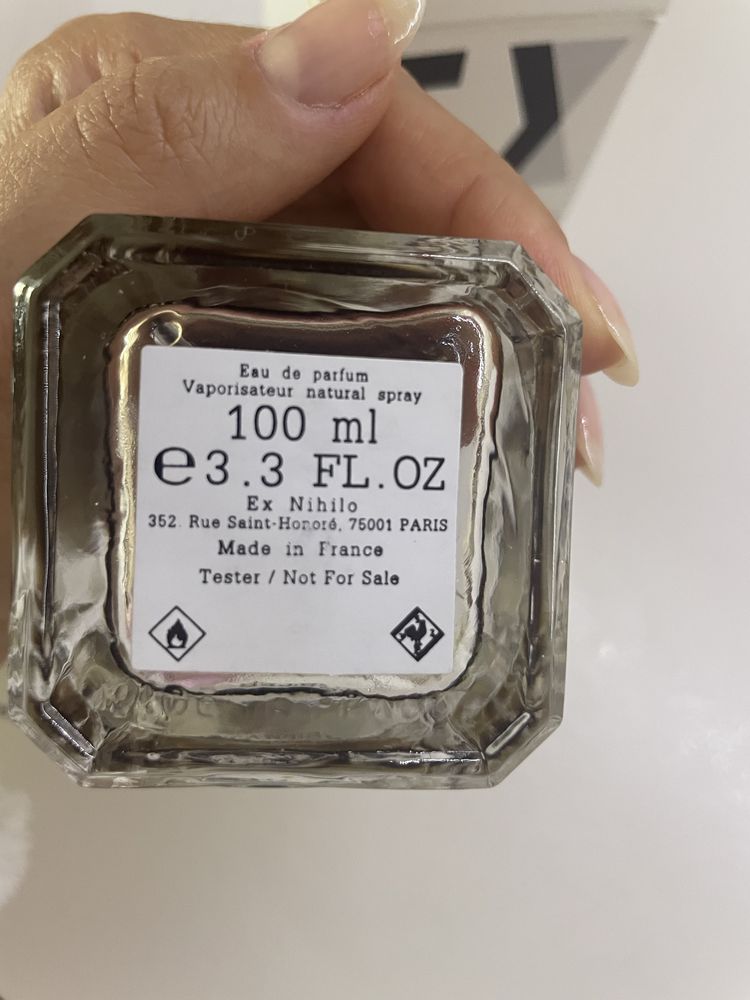 Eau de parfum
Vaporisateur natural spray
100 ml
℮3.3 FL.OZ
Ex Nihilo
352. Rue Saint-Honoré, 75001 PARIS
Made in France
Tester / Not For Sale